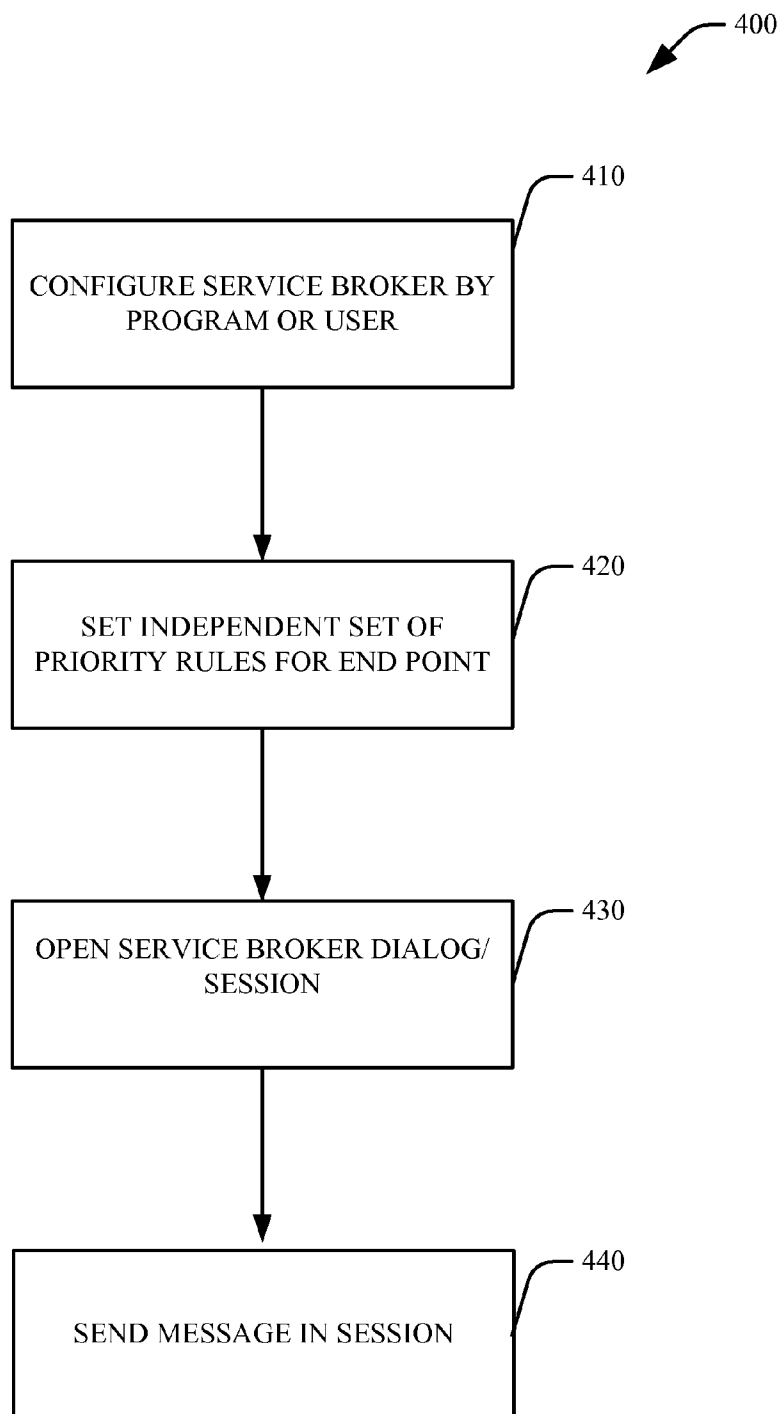 400
410
CONFIGURE SERVICE BROKER BY
PROGRAM OR USER
420
SET INDEPENDENT SET OF
PRIORITY RULES FOR END POINT
430
OPEN SERVICE BROKER DIALOG/
SESSION
440
SEND MESSAGE IN SESSION